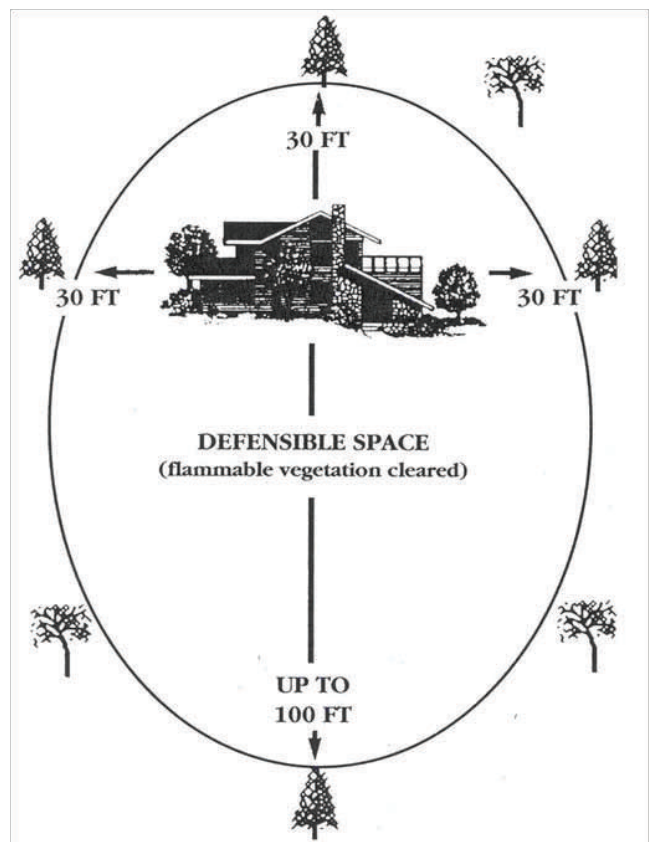 30 FT
30 FT
30 FT
DEFENSIBLE SPACE
(flammable vegetation cleared)
UP TO
100 FT